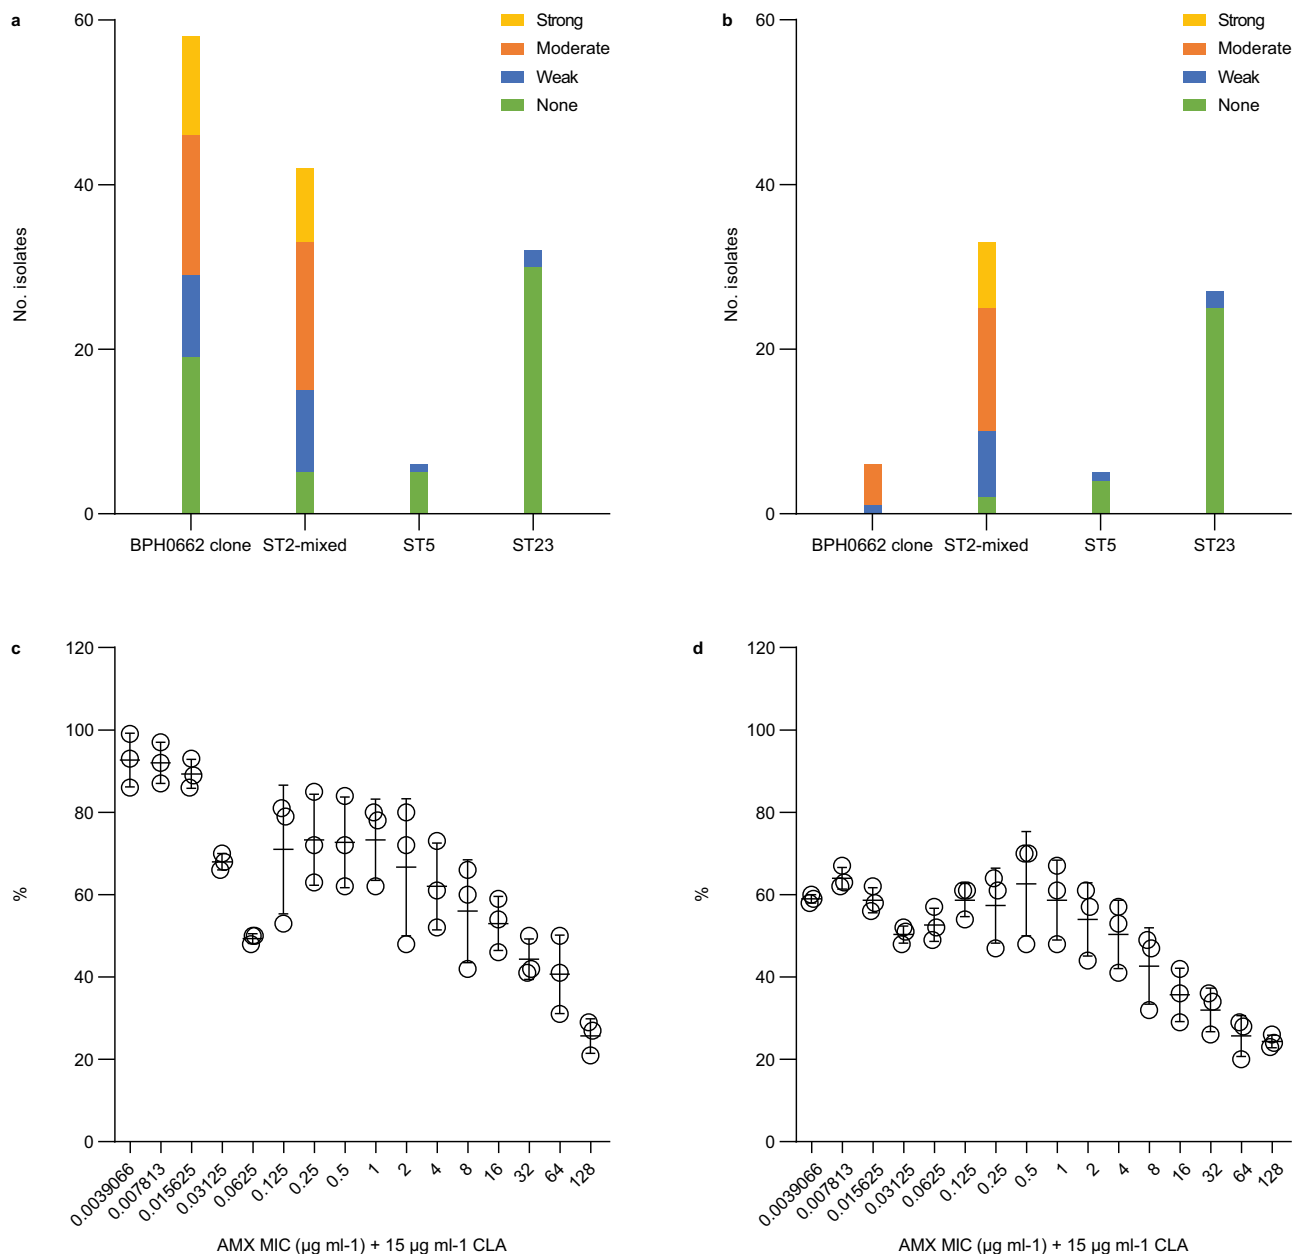 a
60
40
20
0
No. isolates
Strong
Moderate
Weak
None
BPH0662 clone
ST2-mixed
ST5
ST23
b
60
40
20
0
No. isolates
Strong
Moderate
Weak
None
BPH0662 clone
ST2-mixed
ST5
ST23
c
120
100
80
60
40
20
0
%
0.0039066
0.007813
0.015625
0.03125
0.0625
0.125
0.25
0.5
1
2
4
8
16
32
64
128
AMX MIC (µg ml-1) + 15 µg ml-1 CLA
d
120
100
80
60
40
20
0
%
0.0039066
0.007813
0.015625
0.03125
0.0625
0.125
0.25
0.5
1
2
4
8
16
32
64
128
AMX MIC (µg ml-1) + 15 µg ml-1 CLA